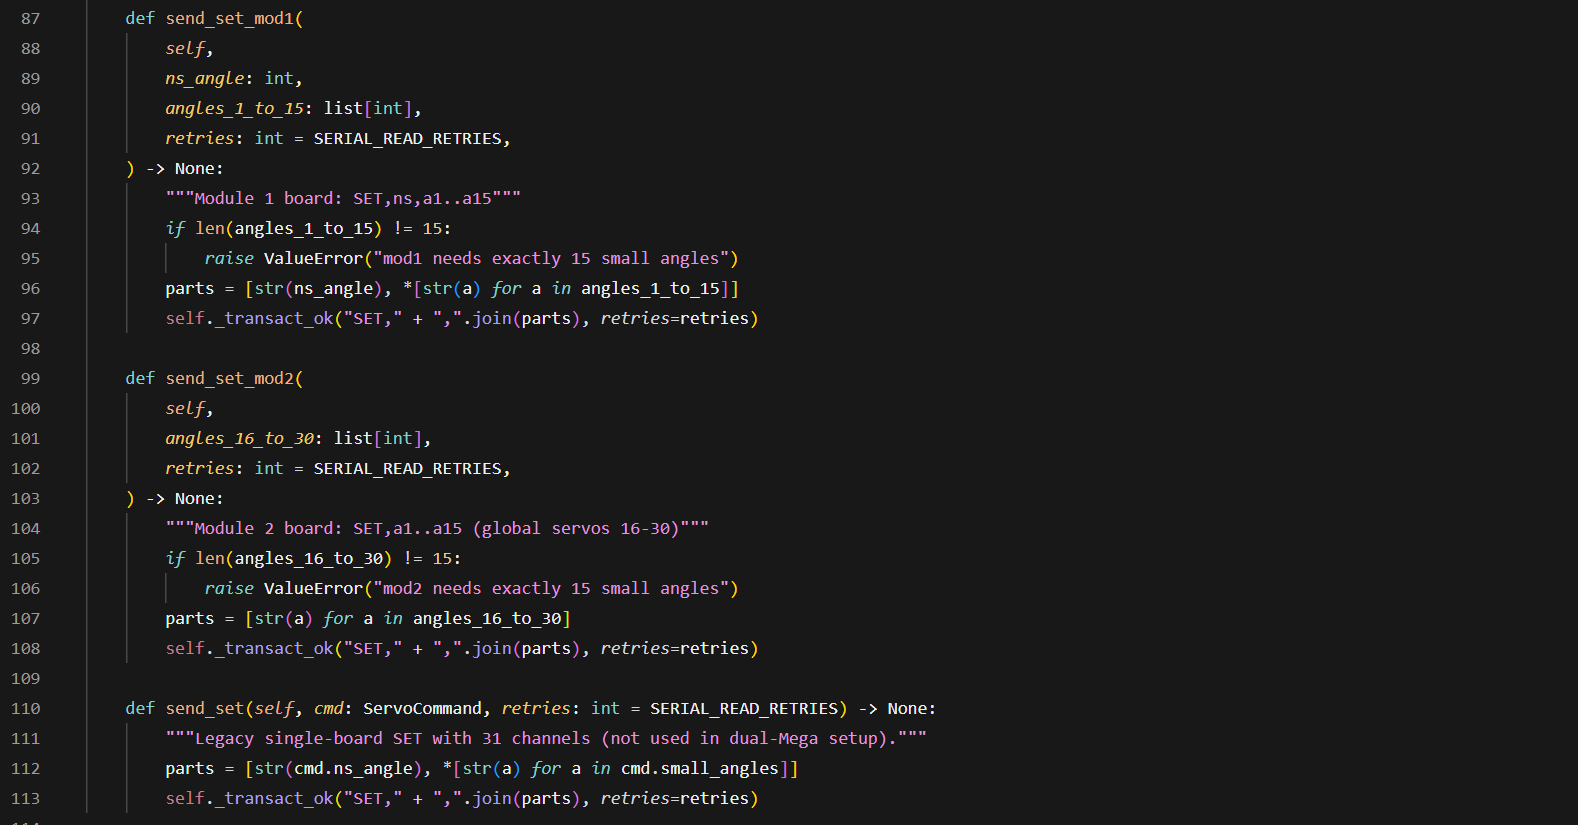 87 def send_set_mod1(
88 self,
89 ns_angle: int,
90 angles_1_to_15: list[int],
91 retries: int = SERIAL_READ_RETRIES,
92 ) -> None:
93 """Module 1 board: SET,ns,a1..a15"""
94 if len(angles_1_to_15) != 15:
95 raise ValueError("mod1 needs exactly 15 small angles")
96 parts = [str(ns_angle), *[str(a) for a in angles_1_to_15]]
97 self._transact_ok("SET," + ",".join(parts), retries=retries)
98
99 def send_set_mod2(
100 self,
101 angles_16_to_30: list[int],
102 retries: int = SERIAL_READ_RETRIES,
103 ) -> None:
104 """Module 2 board: SET,a1..a15 (global servos 16-30)"""
105 if len(angles_16_to_30) != 15:
106 raise ValueError("mod2 needs exactly 15 small angles")
107 parts = [str(a) for a in angles_16_to_30]
108 self._transact_ok("SET," + ",".join(parts), retries=retries)
109
110 def send_set(self, cmd: ServoCommand, retries: int = SERIAL_READ_RETRIES) -> None:
111 """Legacy single-board SET with 31 channels (not used in dual-Mega setup)."""
112 parts = [str(cmd.ns_angle), *[str(a) for a in cmd.small_angles]]
113 self._transact_ok("SET," + ",".join(parts), retries=retries)